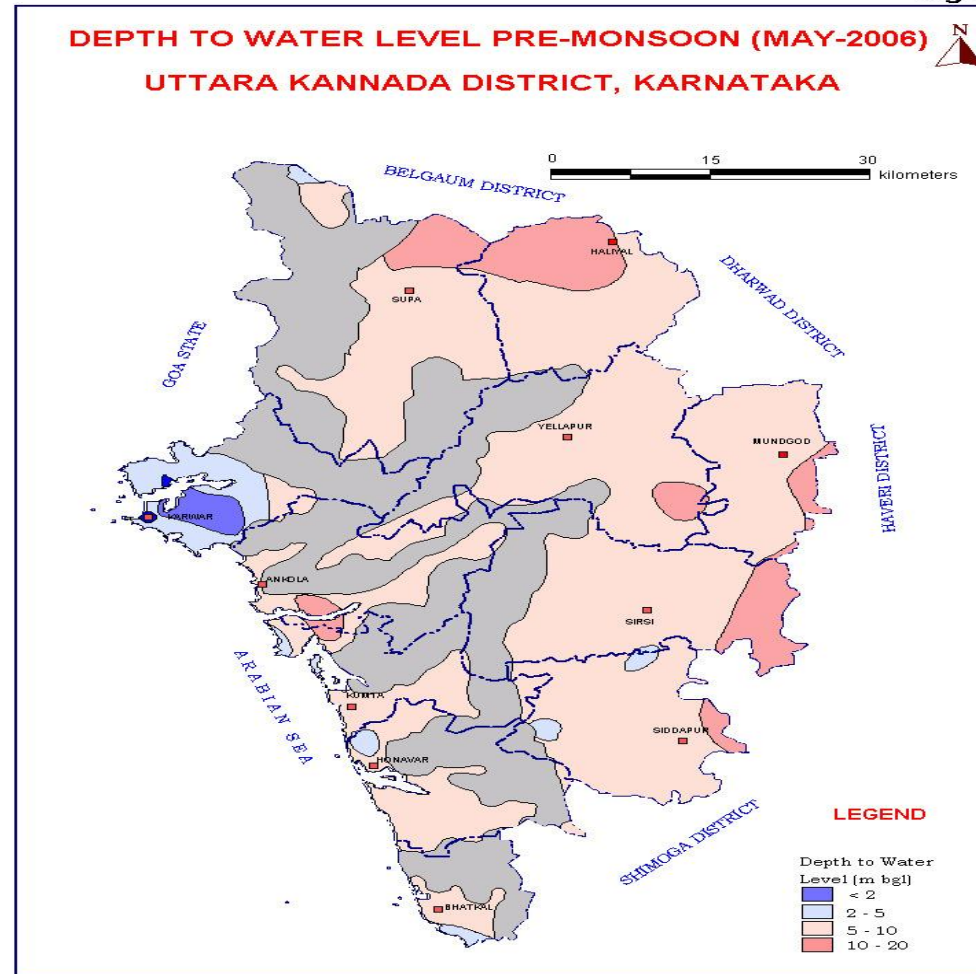 DEPTH TO WATER LEVEL PRE-MONSOON (MAY-2006)
UTTARA KANNADA DISTRICT, KARNATAKA
N
0 15 30
kilometers
BELGAUM DISTRICT
HALIYAL
DHARWAD DISTRICT
SUPA
GOA STATE
YELLAPUR
MUNDGOD
HAVERI DISTRICT
KARWAR
ANKOLA
SIRSI
ARABIAN SEA
KUMTA
SIDDAPUR
HONAVAR
SHIMOGA DISTRICT
BHATKAL
LEGEND
Depth to Water
Level (m bgl)
< 2
2 - 5
5 - 10
10 - 20